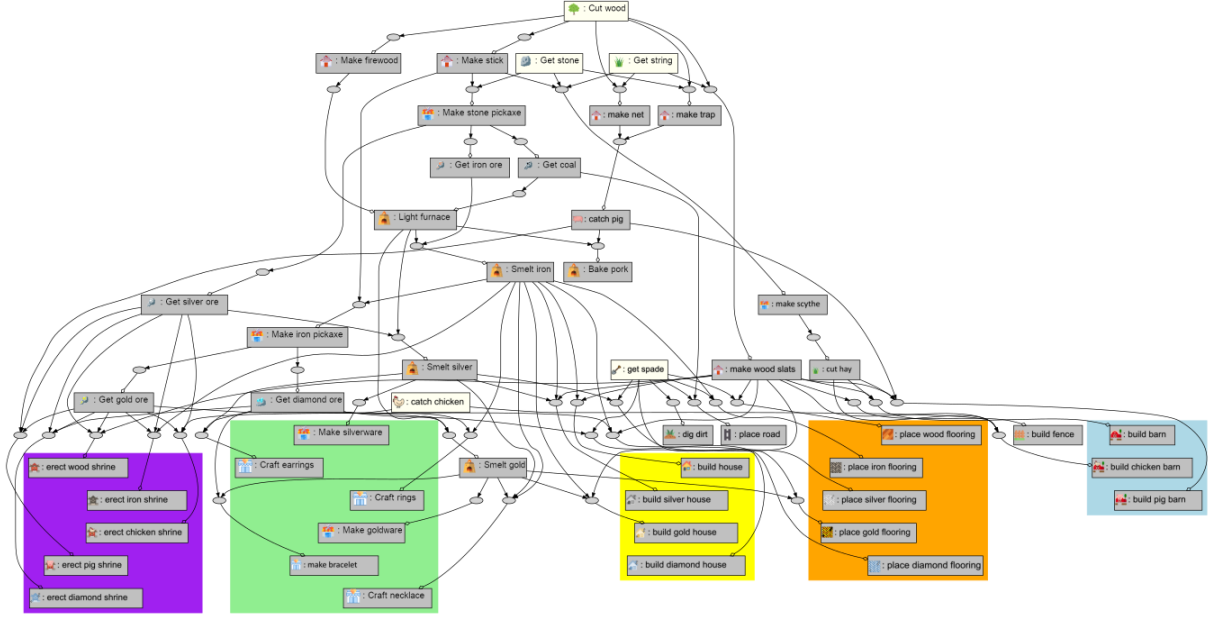 : Cut wood
: Make firewood
: Make stick
: Get stone
: Get string
: Make stone pickaxe
: make net
: make trap
: Get iron ore
: Get coal
: Light furnace
: catch pig
: Smelt iron
: Bake pork
: Get silver ore
: make scythe
: Make iron pickaxe
: Smelt silver
: get spade
: make wood slats
: cut hay
: Get gold ore
: Get diamond ore
: catch chicken
: Make silverware
: dig dirt
: place road
: place wood flooring
: build fence
: build barn
: erect wood shrine
: Craft earrings
: Smelt gold
: build house
: place iron flooring
: build chicken barn
: erect iron shrine
: Craft rings
: build silver house
: place silver flooring
: build pig barn
: erect chicken shrine
: Make goldware
: build gold house
: place gold flooring
: erect pig shrine
: make bracelet
: build diamond house
: place diamond flooring
: erect diamond shrine
: Craft necklace